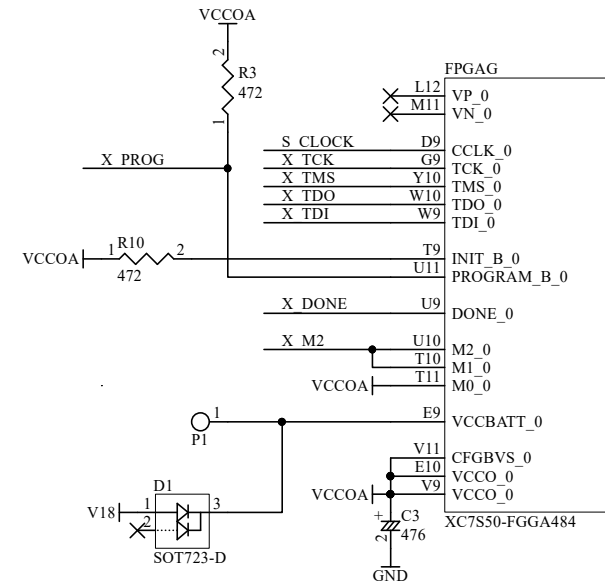 VCCOA
2
R3
472
1
FPGAG
L12 VP_0
M11 VN_0
S_CLOCK D9 CCLK_0
X_PROG X_TCK G9 TCK_0
X_TMS Y10 TMS_0
X_TDO W10 TDO_0
X_TDI W9 TDI_0
R10
VCCOA 1 2 T9 INIT_B_0
472 U11 PROGRAM_B_0
X_DONE U9 DONE_0
X_M2 U10 M2_0
T10 M1_0
VCCOA T11 M0_0
1 E9 VCCBATT_0
P1
V11 CFGBVS_0
E10 VCCO_0
VCCOA V9 VCCO_0
D1
V18 1 3
2
SOT723-D
+ C3
2 476
GND
XC7S50-FGGA484